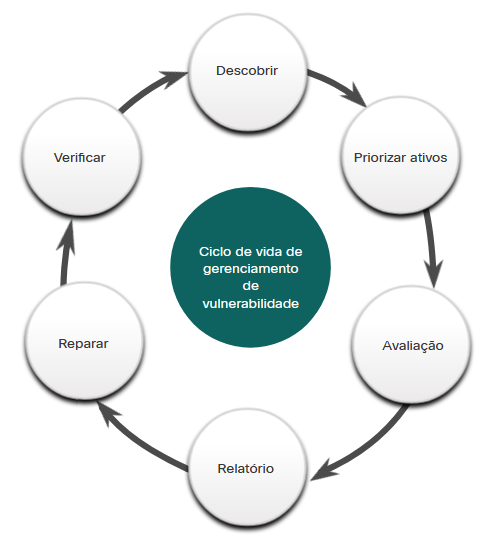 Descobrir
Priorizar ativos
Avaliação
Relatório
Reparar
Verificar
Ciclo de vida de
gerenciamento
de
vulnerabilidade